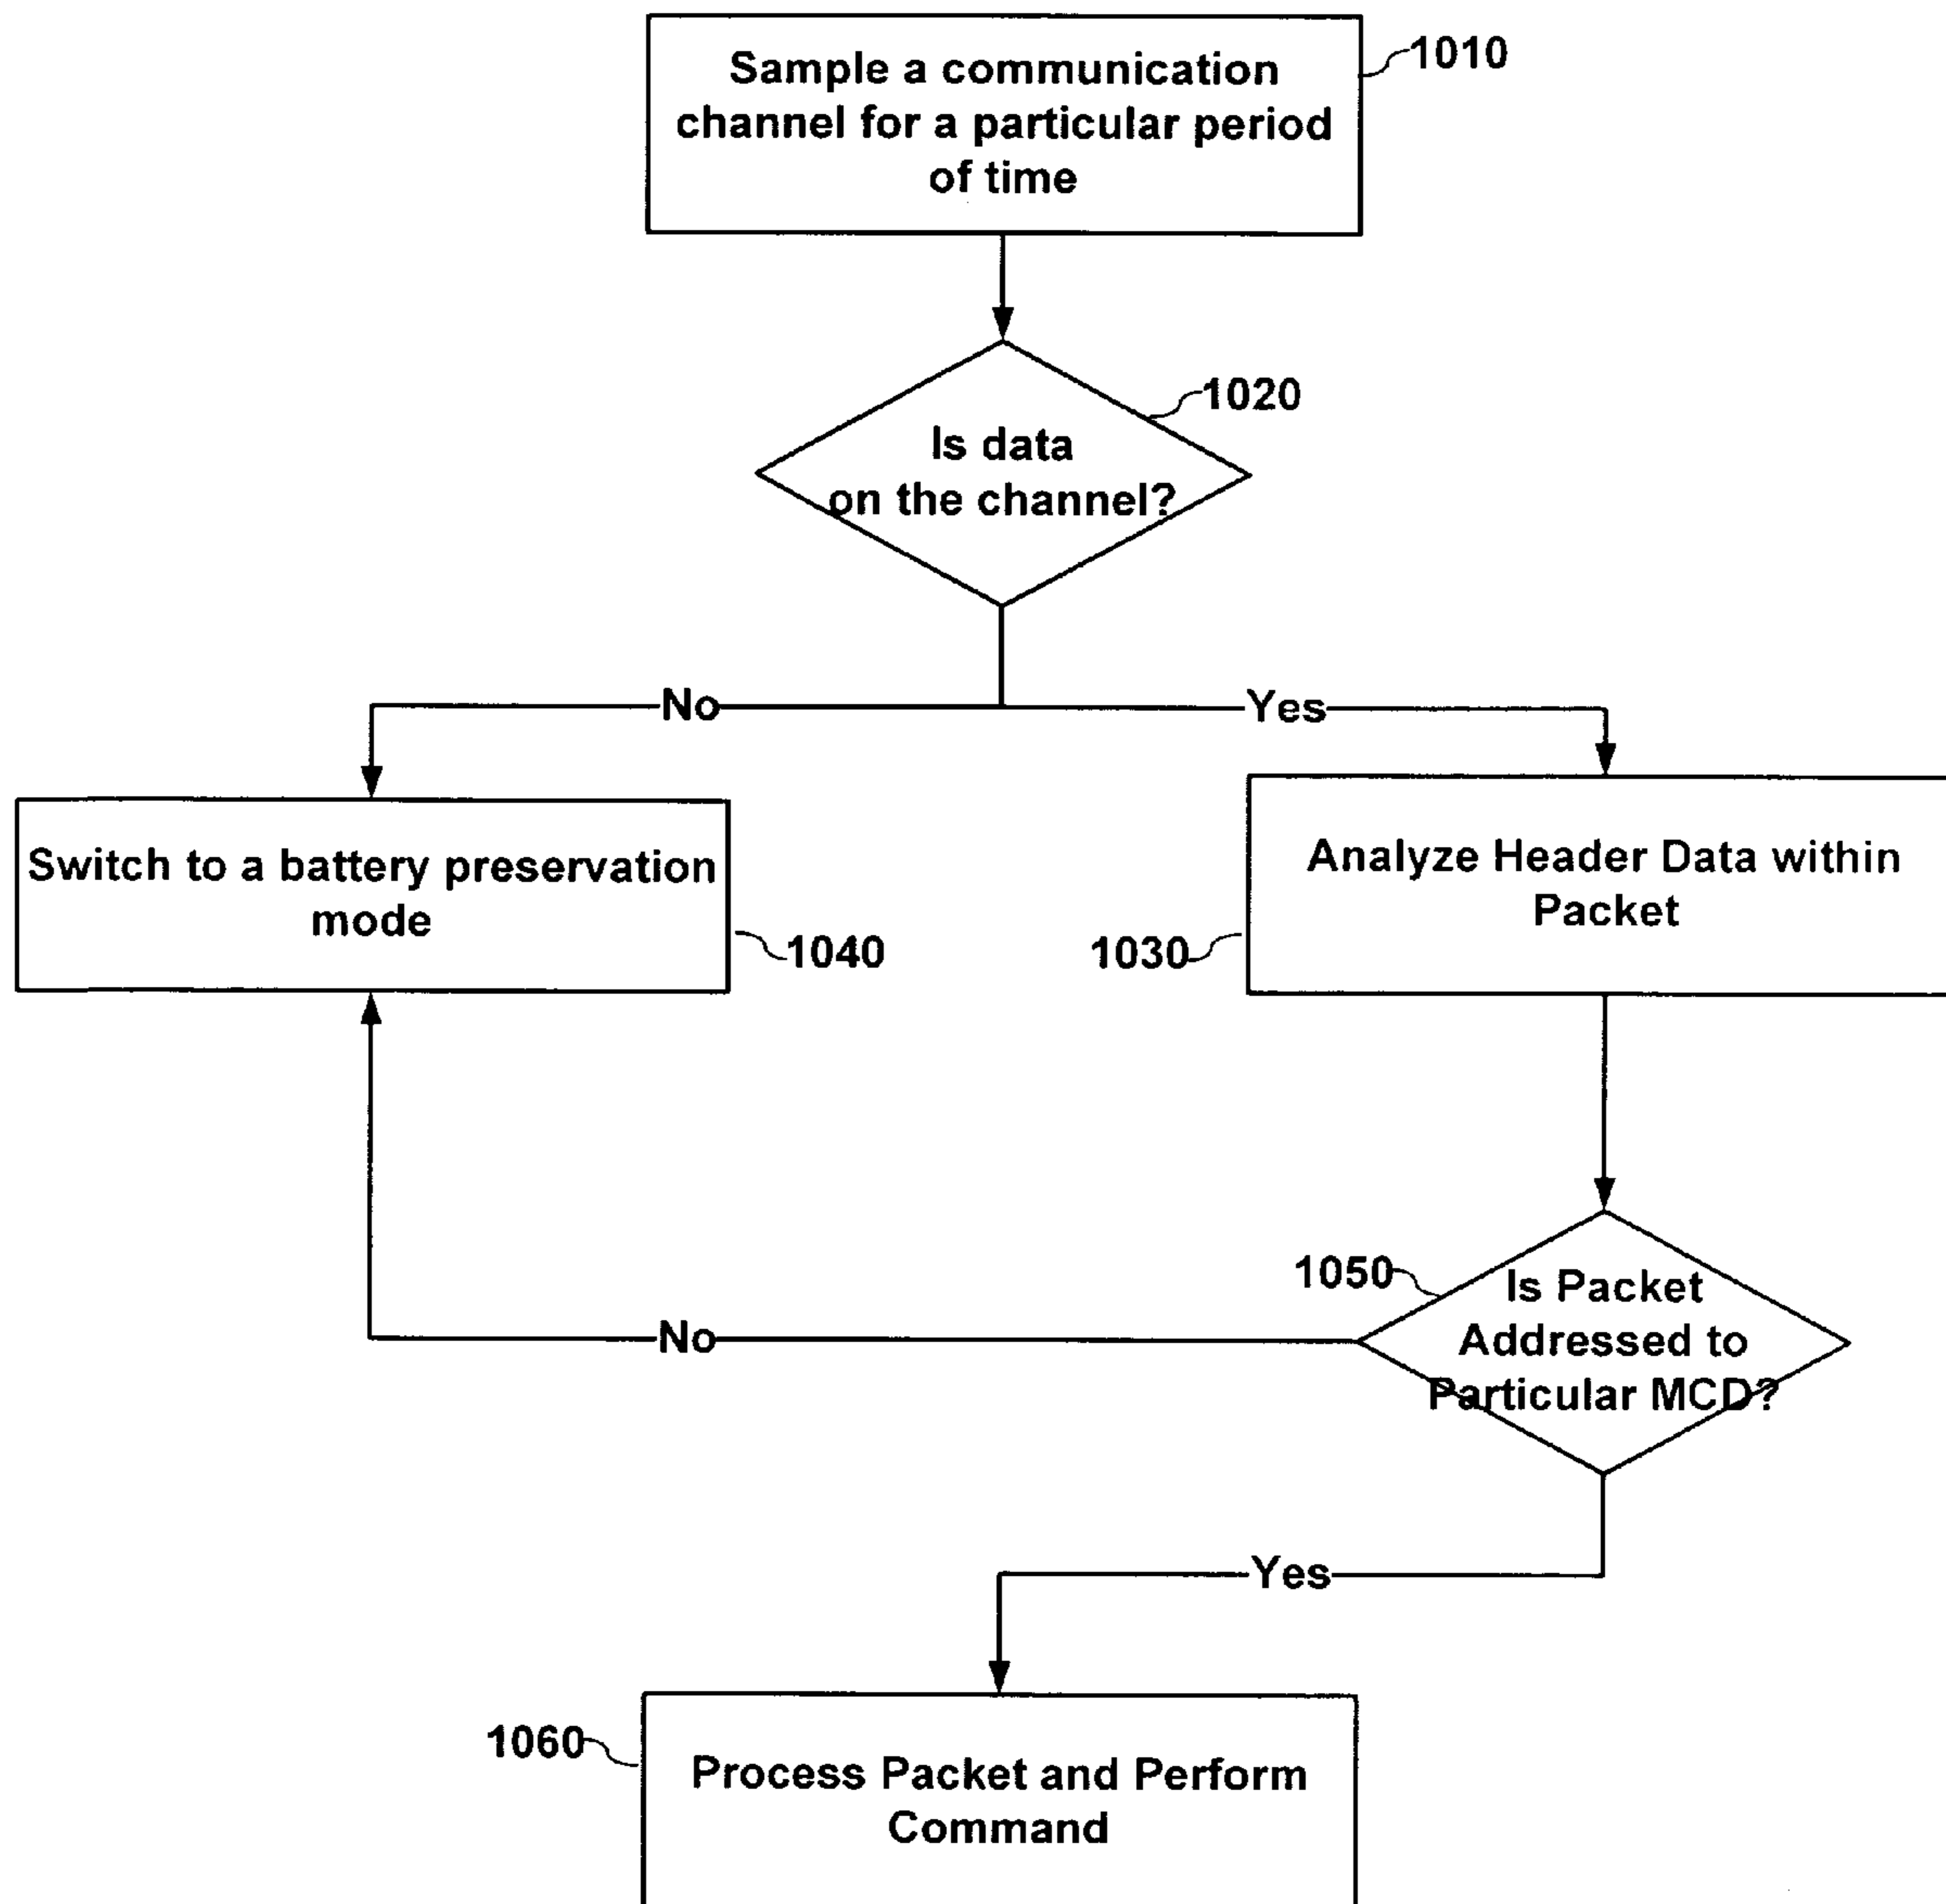 Sample a communication
channel for a particular period
of time
1010
1020
Is data
on the channel?
No
Yes
Switch to a battery preservation
mode
1040
Analyze Header Data within
Packet
1030
1050
Is Packet
Addressed to
Particular MCD?
No
Yes
1060
Process Packet and Perform
Command